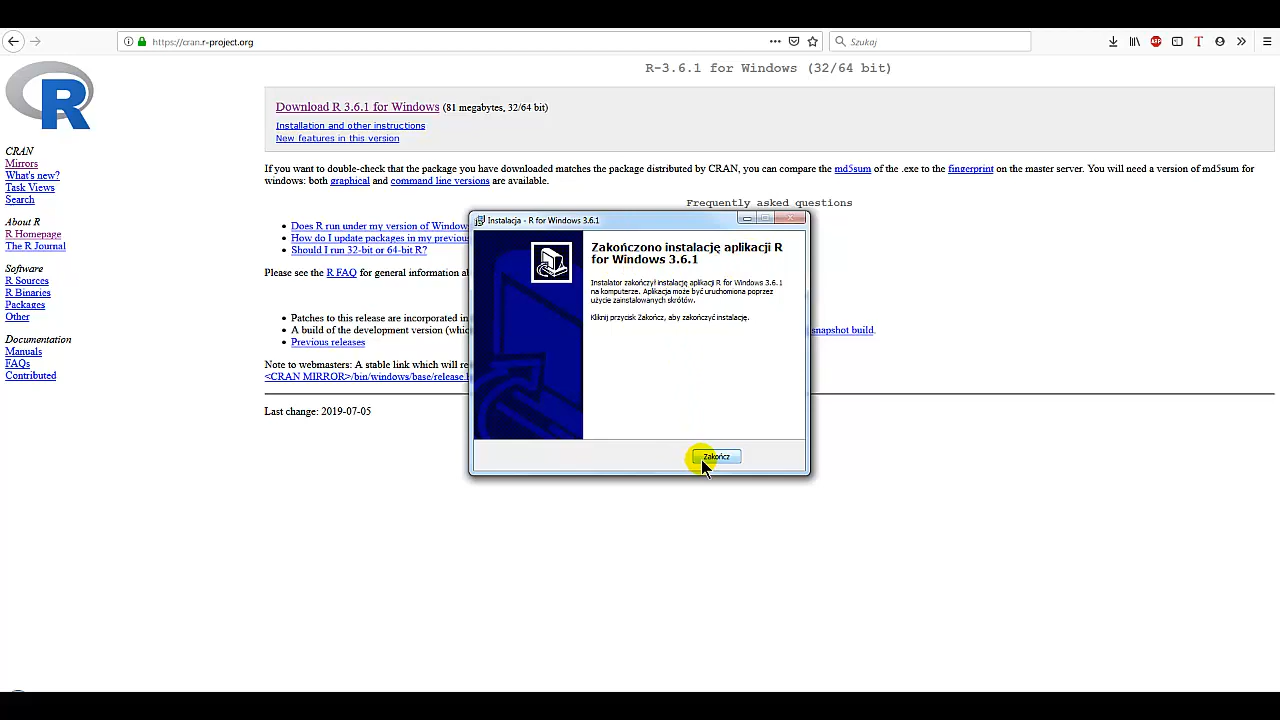 https://cran.r-project.org
Szukaj
R
R-3.6.1 for Windows (32/64 bit)
Download R 3.6.1 for Windows (81 megabytes, 32/64 bit)
Installation and other instructions
New features in this version
CRAN
Mirrors
What's new?
Task Views
Search
About R
R Homepage
The R Journal
Software
R Sources
R Binaries
Packages
Other
Documentation
Manuals
FAQs
Contributed
If you want to double-check that the package you have downloaded matches the package distributed by CRAN, you can compare the md5sum of the .exe to the fingerprint on the master server. You will need a version of md5sum for
windows: both graphical and command line versions are available.
Frequently asked questions
Does R run under my version of Windo
How do I update packages in my previou
Should I run 32-bit or 64-bit R?
Please see the R FAQ for general information a
Patches to this release are incorporated in
A build of the development version (whic
snapshot build.
Previous releases
Note to webmasters: A stable link which will re
<CRAN MIRROR>/bin/windows/base/release.h
Last change: 2019-07-05
Instalacja - R for Windows 3.6.1
Zakończono instalację aplikacji R
for Windows 3.6.1
Instalator zakończył instalację aplikacji R for Windows 3.6.1
na komputerze. Aplikacja może być uruchomiona poprzez
użycie zainstalowanych skrótów.
Kliknij przycisk Zakończ, aby zakończyć instalację.
Zakończ